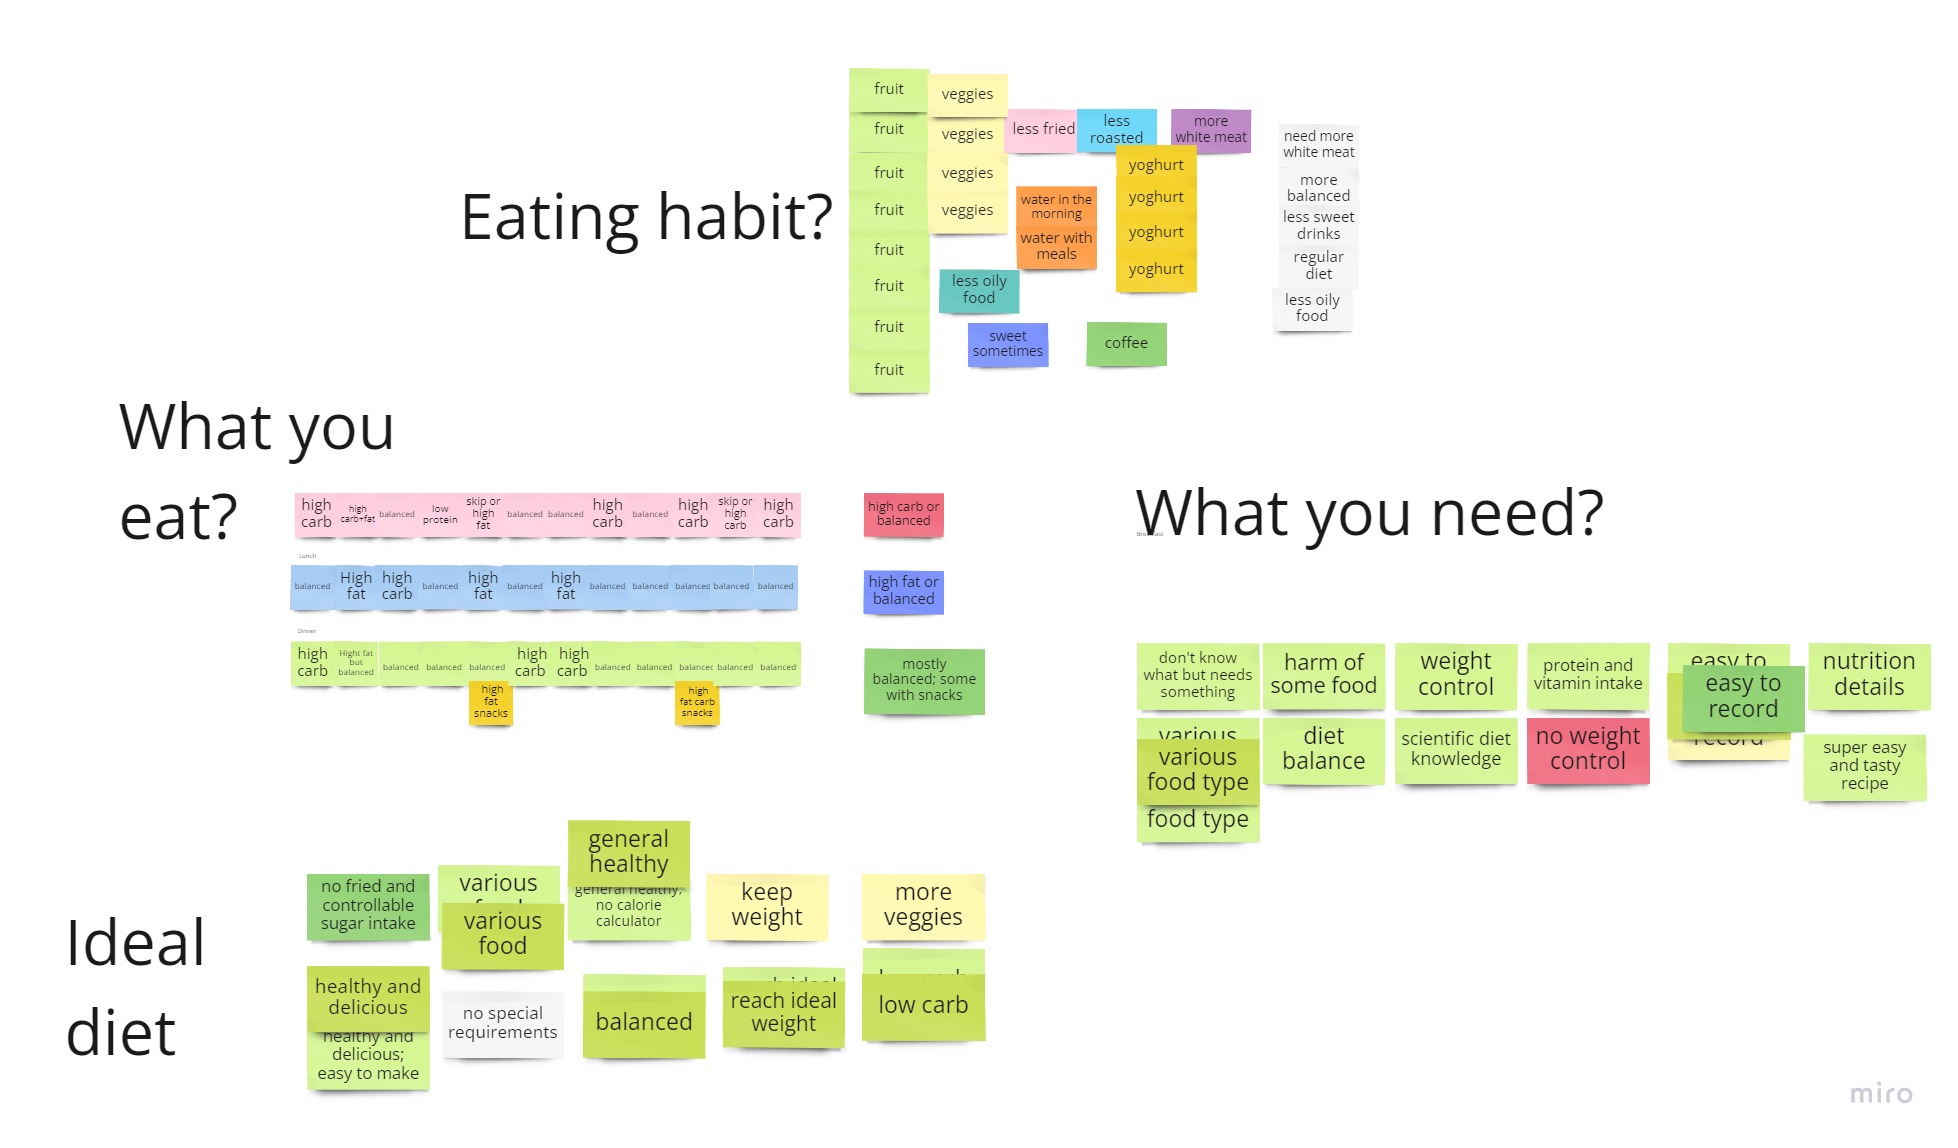 Eating habit?
fruit
fruit
fruit
fruit
fruit
fruit
fruit
fruit
veggies
veggies
veggies
veggies
less fried
less
roasted
more
white meat
yoghurt
yoghurt
yoghurt
yoghurt
water in the
morning
water with
meals
less oily
food
sweet
sometimes
coffee
need more
white meat
more
balanced
less sweet
drinks
regular
diet
less oily
food
What you
eat?
high
carb
high
carb+fat
balanced
low
protein
skip or
high
fat
balanced
balanced
high
carb
balanced
high
carb
skip or
high
carb
high
carb
high carb or
balanced
Lunch
balanced
High
fat
high
carb
balanced
high
fat
balanced
high
fat
balanced
balanced
balanced
balanced
balanced
high fat or
balanced
Dinner
high
carb
Hight fat
but
balanced
balanced
balanced
balanced
high
carb
high
carb
balanced
balanced
balanced
balanced
balanced
high
fat
snacks
high
fat carb
snacks
mostly
balanced; some
with snacks
What you need?
Breakfast
don't know
what but needs
something
harm of
some food
weight
control
protein and
vitamin intake
easy to
easy to
record
record
nutrition
details
various
various
food type
food type
diet
balance
scientific diet
knowledge
no weight
control
super easy
and tasty
recipe
Ideal
diet
no fried and
controllable
sugar intake
various
food
various
food
general
healthy
general healthy,
no calorie
calculator
keep
weight
more
veggies
healthy and
delicious
healthy and
delicious;
easy to make
no special
requirements
balanced
reach ideal
reach ideal
weight
low carb
low carb
miro